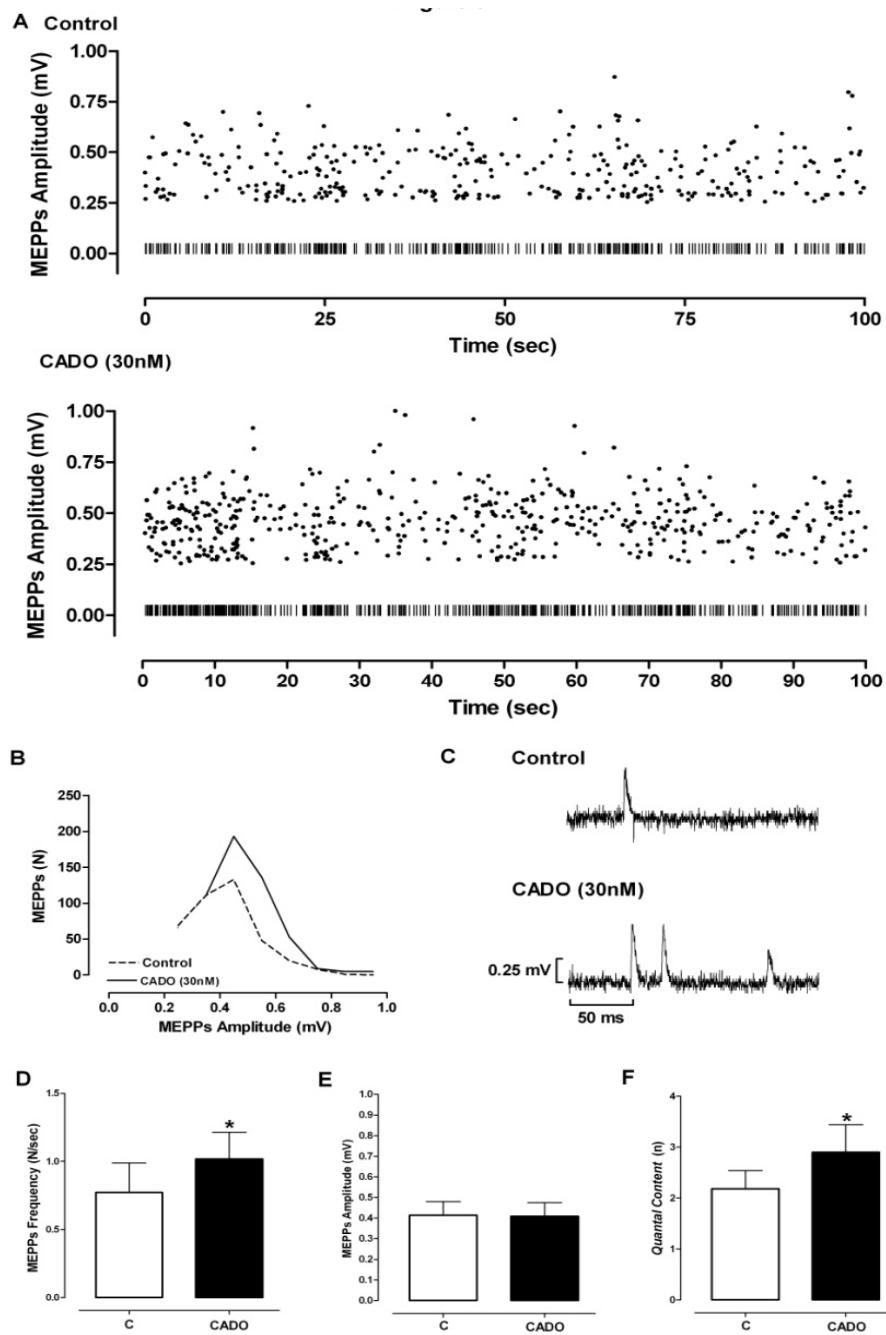 A Control
MEPPs Amplitude (mV)
1.00
0.75
0.50
0.25
0.00
0 25 50 75 100
Time (sec)
CADO (30nM)
MEPPs Amplitude (mV)
1.00
0.75
0.50
0.25
0.00
0 10 20 30 40 50 60 70 80 90 100
Time (sec)
B
MEPPs (N)
250
200
150
100
50
0
Control
CADO (30nM)
0.0 0.2 0.4 0.6 0.8 1.0
MEPPs Amplitude (mV)
C
Control
CADO (30nM)
0.25 mV
50 ms
D
MEPPs Frequency (N/sec)
1.5
1.0
0.5
0.0
*
C CADO
E
MEPPs Amplitude (mV)
1.0
0.9
0.8
0.7
0.6
0.5
0.4
0.3
0.2
0.1
0.0
C CADO
F
Quantal Content (n)
4
3
2
1
0
*
C CADO